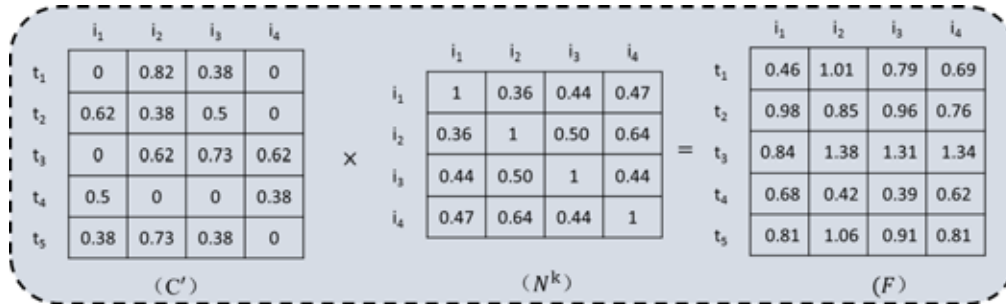 i1 i2 i3 i4
t1 0 0.82 0.38 0
t2 0.62 0.38 0.5 0
t3 0 0.62 0.73 0.62
t4 0.5 0 0 0.38
t5 0.38 0.73 0.38 0
(C′)
×
i1 i2 i3 i4
i1 1 0.36 0.44 0.47
i2 0.36 1 0.50 0.64
i3 0.44 0.50 1 0.44
i4 0.47 0.64 0.44 1
(Nk)
=
i1 i2 i3 i4
t1 0.46 1.01 0.79 0.69
t2 0.98 0.85 0.96 0.76
t3 0.84 1.38 1.31 1.34
t4 0.68 0.42 0.39 0.62
t5 0.81 1.06 0.91 0.81
(F)